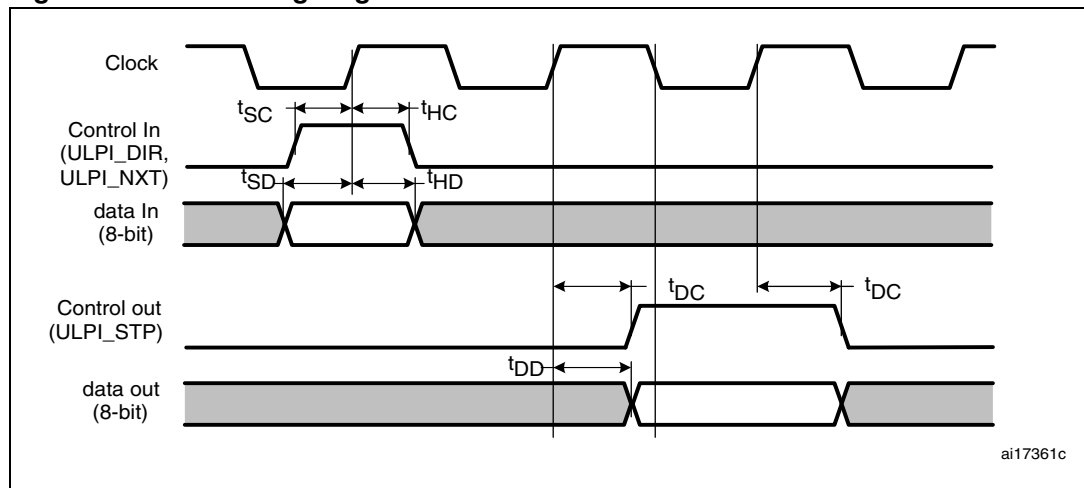 Clock
tSC
tHC
Control In
(ULPI_DIR,
ULPI_NXT)
tSD
tHD
data In
(8-bit)
tDC
tDC
Control out
(ULPI_STP)
tDD
data out
(8-bit)
ai17361c